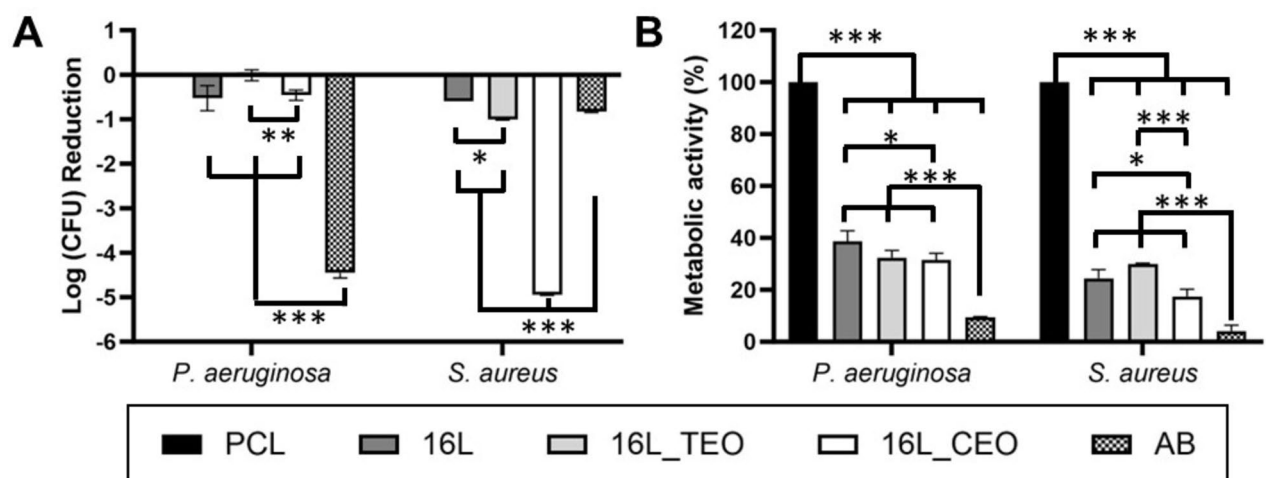 A
Log (CFU) Reduction
1
0
-1
-2
-3
-4
-5
-6
**
***
*
***
P. aeruginosa
S. aureus
B
Metabolic activity (%)
120
100
80
60
40
20
0
***
*
***
***
***
*
***
P. aeruginosa
S. aureus
PCL 16L 16L_TEO 16L_CEO AB